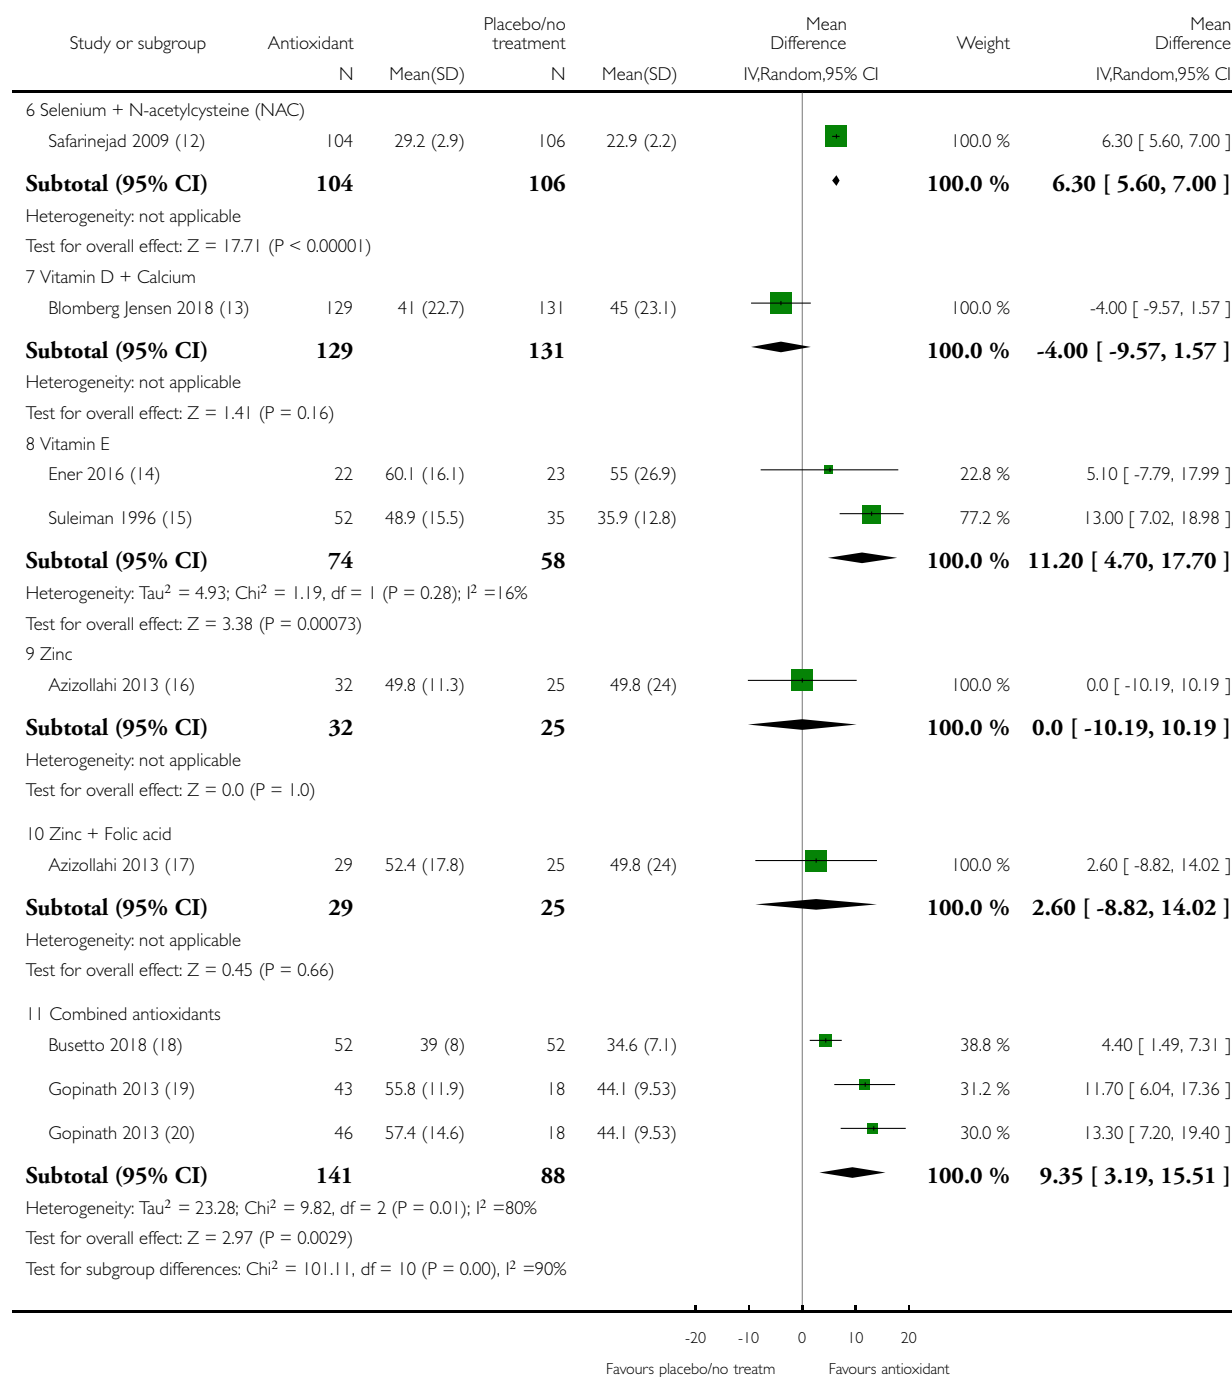 Study or subgroup Antioxidant Placebo/no treatment Mean Difference Weight Mean Difference
N Mean(SD) N Mean(SD) IV,Random,95% CI IV,Random,95% CI
6 Selenium + N-acetylcysteine (NAC)
Safarinejad 2009 (12) 104 29.2 (2.9) 106 22.9 (2.2) 100.0 % 6.30 [ 5.60, 7.00 ]
Subtotal (95% CI) 104 106 100.0 % 6.30 [ 5.60, 7.00 ]
Heterogeneity: not applicable
Test for overall effect: Z = 17.71 (P < 0.00001)
7 Vitamin D + Calcium
Blomberg Jensen 2018 (13) 129 41 (22.7) 131 45 (23.1) 100.0 % -4.00 [ -9.57, 1.57 ]
Subtotal (95% CI) 129 131 100.0 % -4.00 [ -9.57, 1.57 ]
Heterogeneity: not applicable
Test for overall effect: Z = 1.41 (P = 0.16)
8 Vitamin E
Ener 2016 (14) 22 60.1 (16.1) 23 55 (26.9) 22.8 % 5.10 [ -7.79, 17.99 ]
Suleiman 1996 (15) 52 48.9 (15.5) 35 35.9 (12.8) 77.2 % 13.00 [ 7.02, 18.98 ]
Subtotal (95% CI) 74 58 100.0 % 11.20 [ 4.70, 17.70 ]
Heterogeneity: Tau² = 4.93; Chi² = 1.19, df = 1 (P = 0.28); I² =16%
Test for overall effect: Z = 3.38 (P = 0.00073)
9 Zinc
Azizollahi 2013 (16) 32 49.8 (11.3) 25 49.8 (24) 100.0 % 0.0 [ -10.19, 10.19 ]
Subtotal (95% CI) 32 25 100.0 % 0.0 [ -10.19, 10.19 ]
Heterogeneity: not applicable
Test for overall effect: Z = 0.0 (P = 1.0)
10 Zinc + Folic acid
Azizollahi 2013 (17) 29 52.4 (17.8) 25 49.8 (24) 100.0 % 2.60 [ -8.82, 14.02 ]
Subtotal (95% CI) 29 25 100.0 % 2.60 [ -8.82, 14.02 ]
Heterogeneity: not applicable
Test for overall effect: Z = 0.45 (P = 0.66)
11 Combined antioxidants
Busetto 2018 (18) 52 39 (8) 52 34.6 (7.1) 38.8 % 4.40 [ 1.49, 7.31 ]
Gopinath 2013 (19) 43 55.8 (11.9) 18 44.1 (9.53) 31.2 % 11.70 [ 6.04, 17.36 ]
Gopinath 2013 (20) 46 57.4 (14.6) 18 44.1 (9.53) 30.0 % 13.30 [ 7.20, 19.40 ]
Subtotal (95% CI) 141 88 100.0 % 9.35 [ 3.19, 15.51 ]
Heterogeneity: Tau² = 23.28; Chi² = 9.82, df = 2 (P = 0.01); I² =80%
Test for overall effect: Z = 2.97 (P = 0.0029)
Test for subgroup differences: Chi² = 101.11, df = 10 (P = 0.00), I² =90%
-20 -10 0 10 20
Favours placebo/no treatm Favours antioxidant